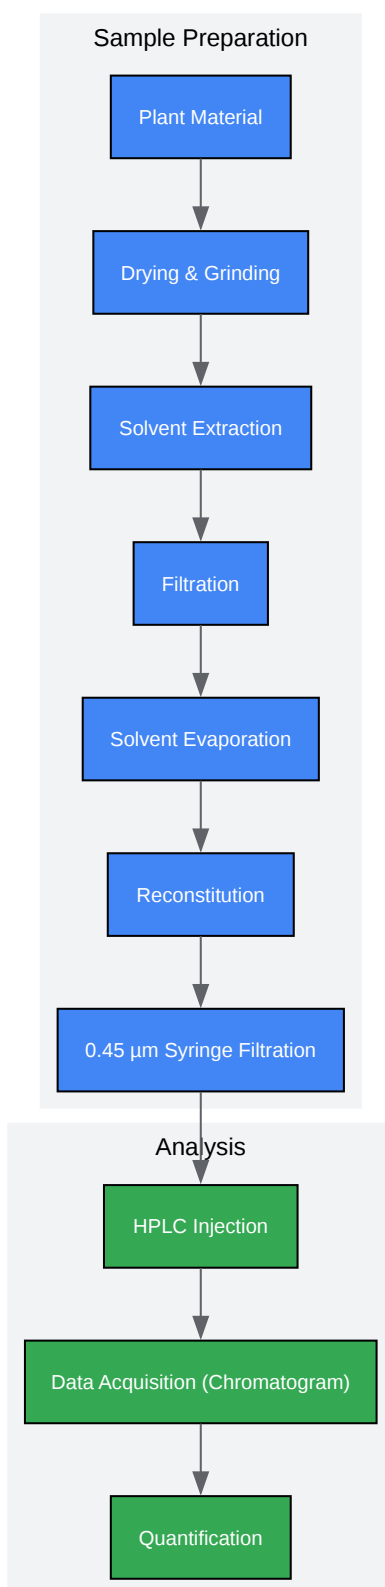 Sample Preparation
Plant Material
Drying & Grinding
Solvent Extraction
Filtration
Solvent Evaporation
Reconstitution
0.45 µm Syringe Filtration
Analysis
HPLC Injection
Data Acquisition (Chromatogram)
Quantification